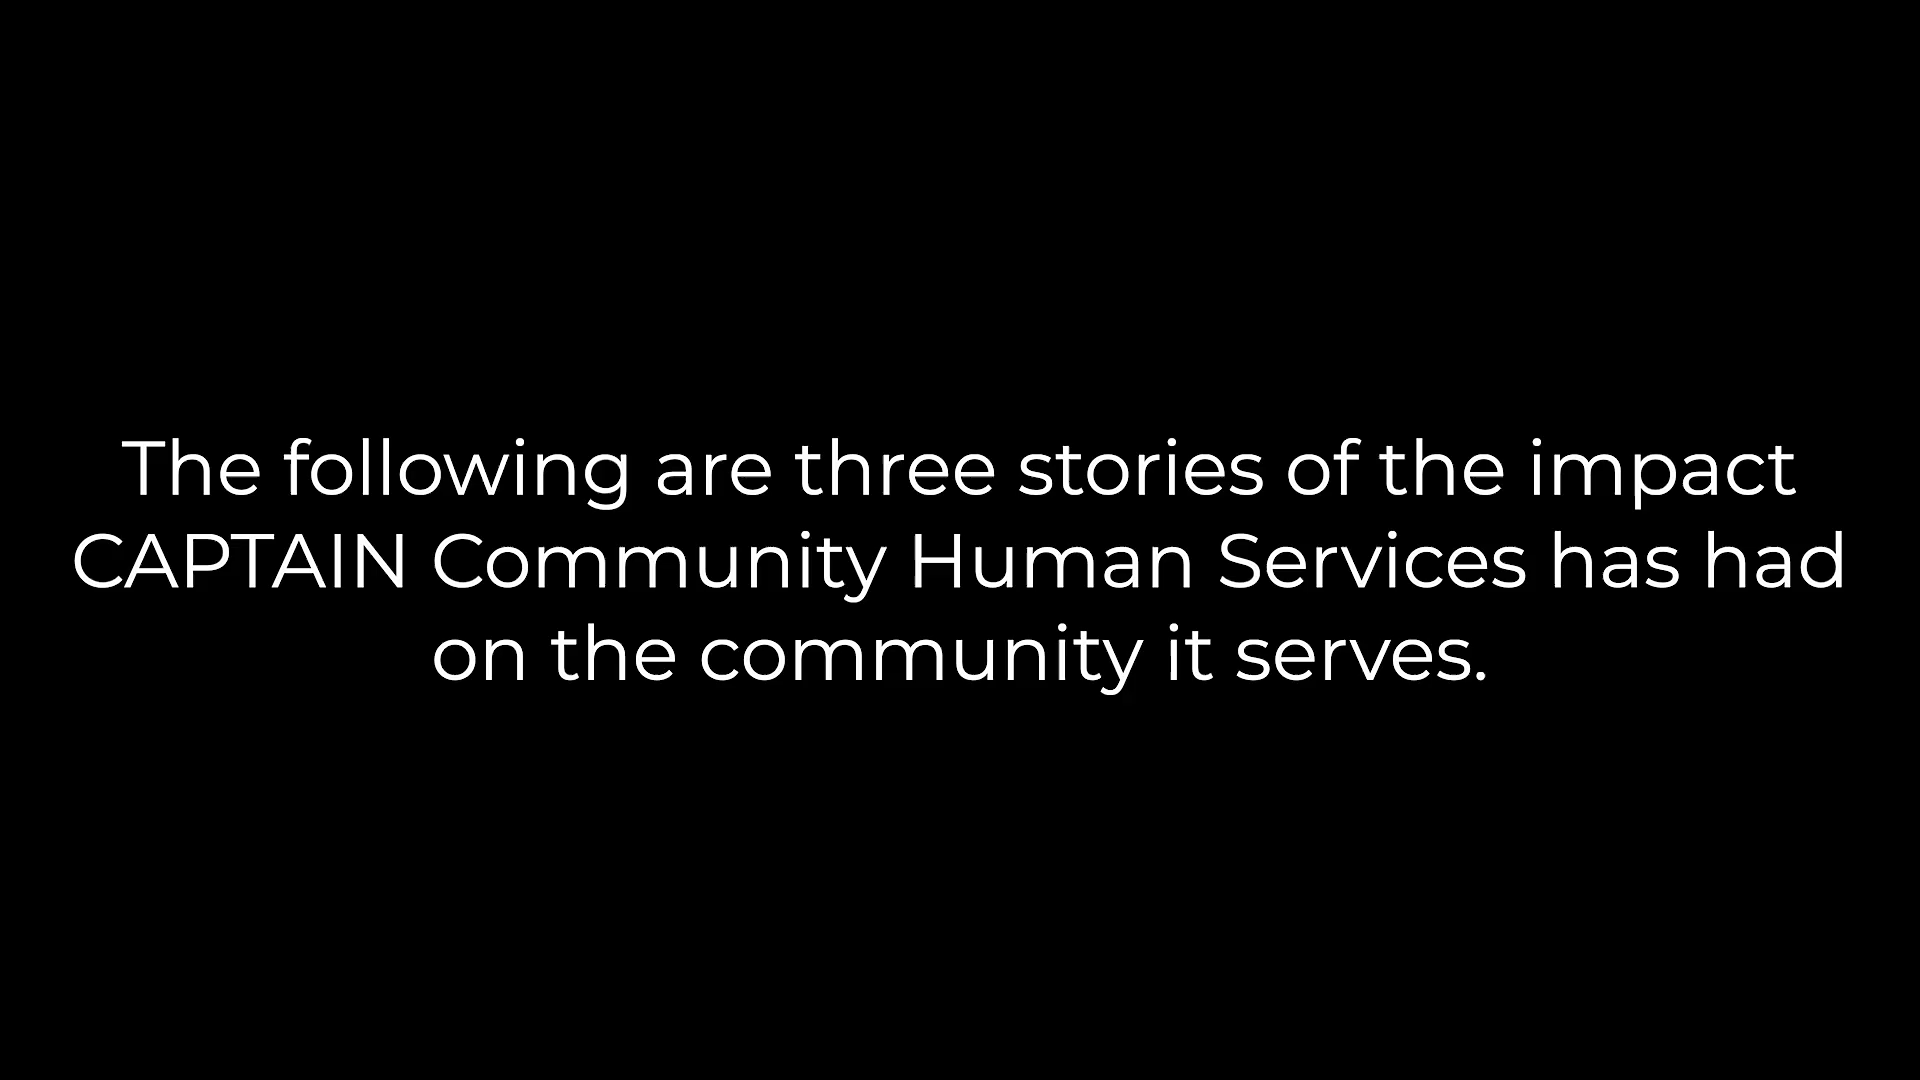 The following are three stories of the impact
CAPTAIN Community Human Services has had
on the community it serves.